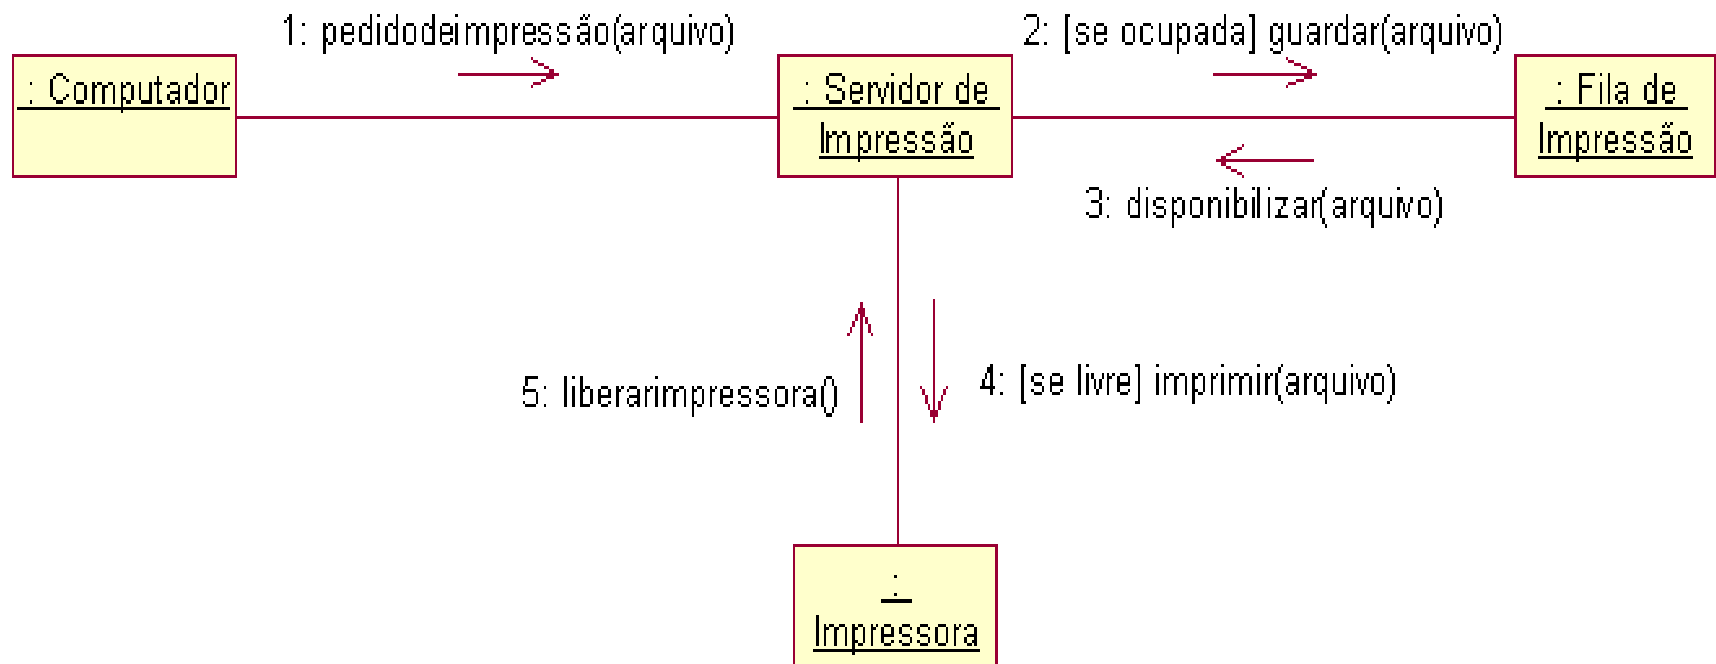 1: pedidodeimpressão(arquivo)
2: [se ocupada] guardar(arquivo)
: Computador
: Servidor de
Impressão
: Fila de
Impressão
3: disponibilizar(arquivo)
5: liberarimpressora()
4: [se livre] imprimir(arquivo)
:
Impressora